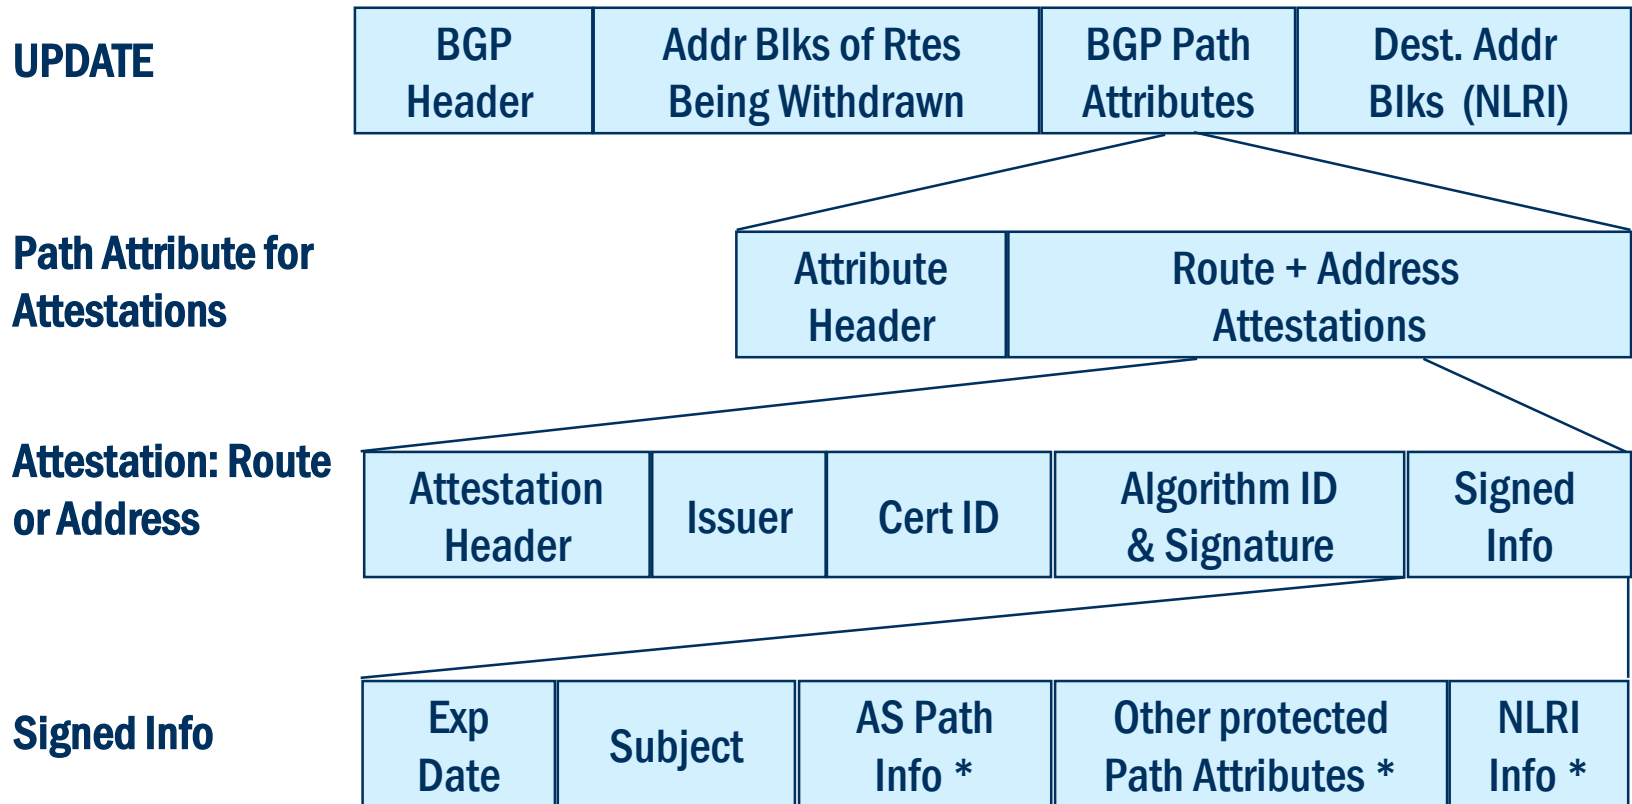 UPDATE
BGP
Header
Addr Blks of Rtes
Being Withdrawn
BGP Path
Attributes
Dest. Addr
Blks (NLRI)
Path Attribute for
Attestations
Attribute
Header
Route + Address
Attestations
Attestation: Route
or Address
Attestation
Header
Issuer
Cert ID
Algorithm ID
& Signature
Signed
Info
Signed Info
Exp
Date
Subject
AS Path
Info *
Other protected
Path Attributes *
NLRI
Info *